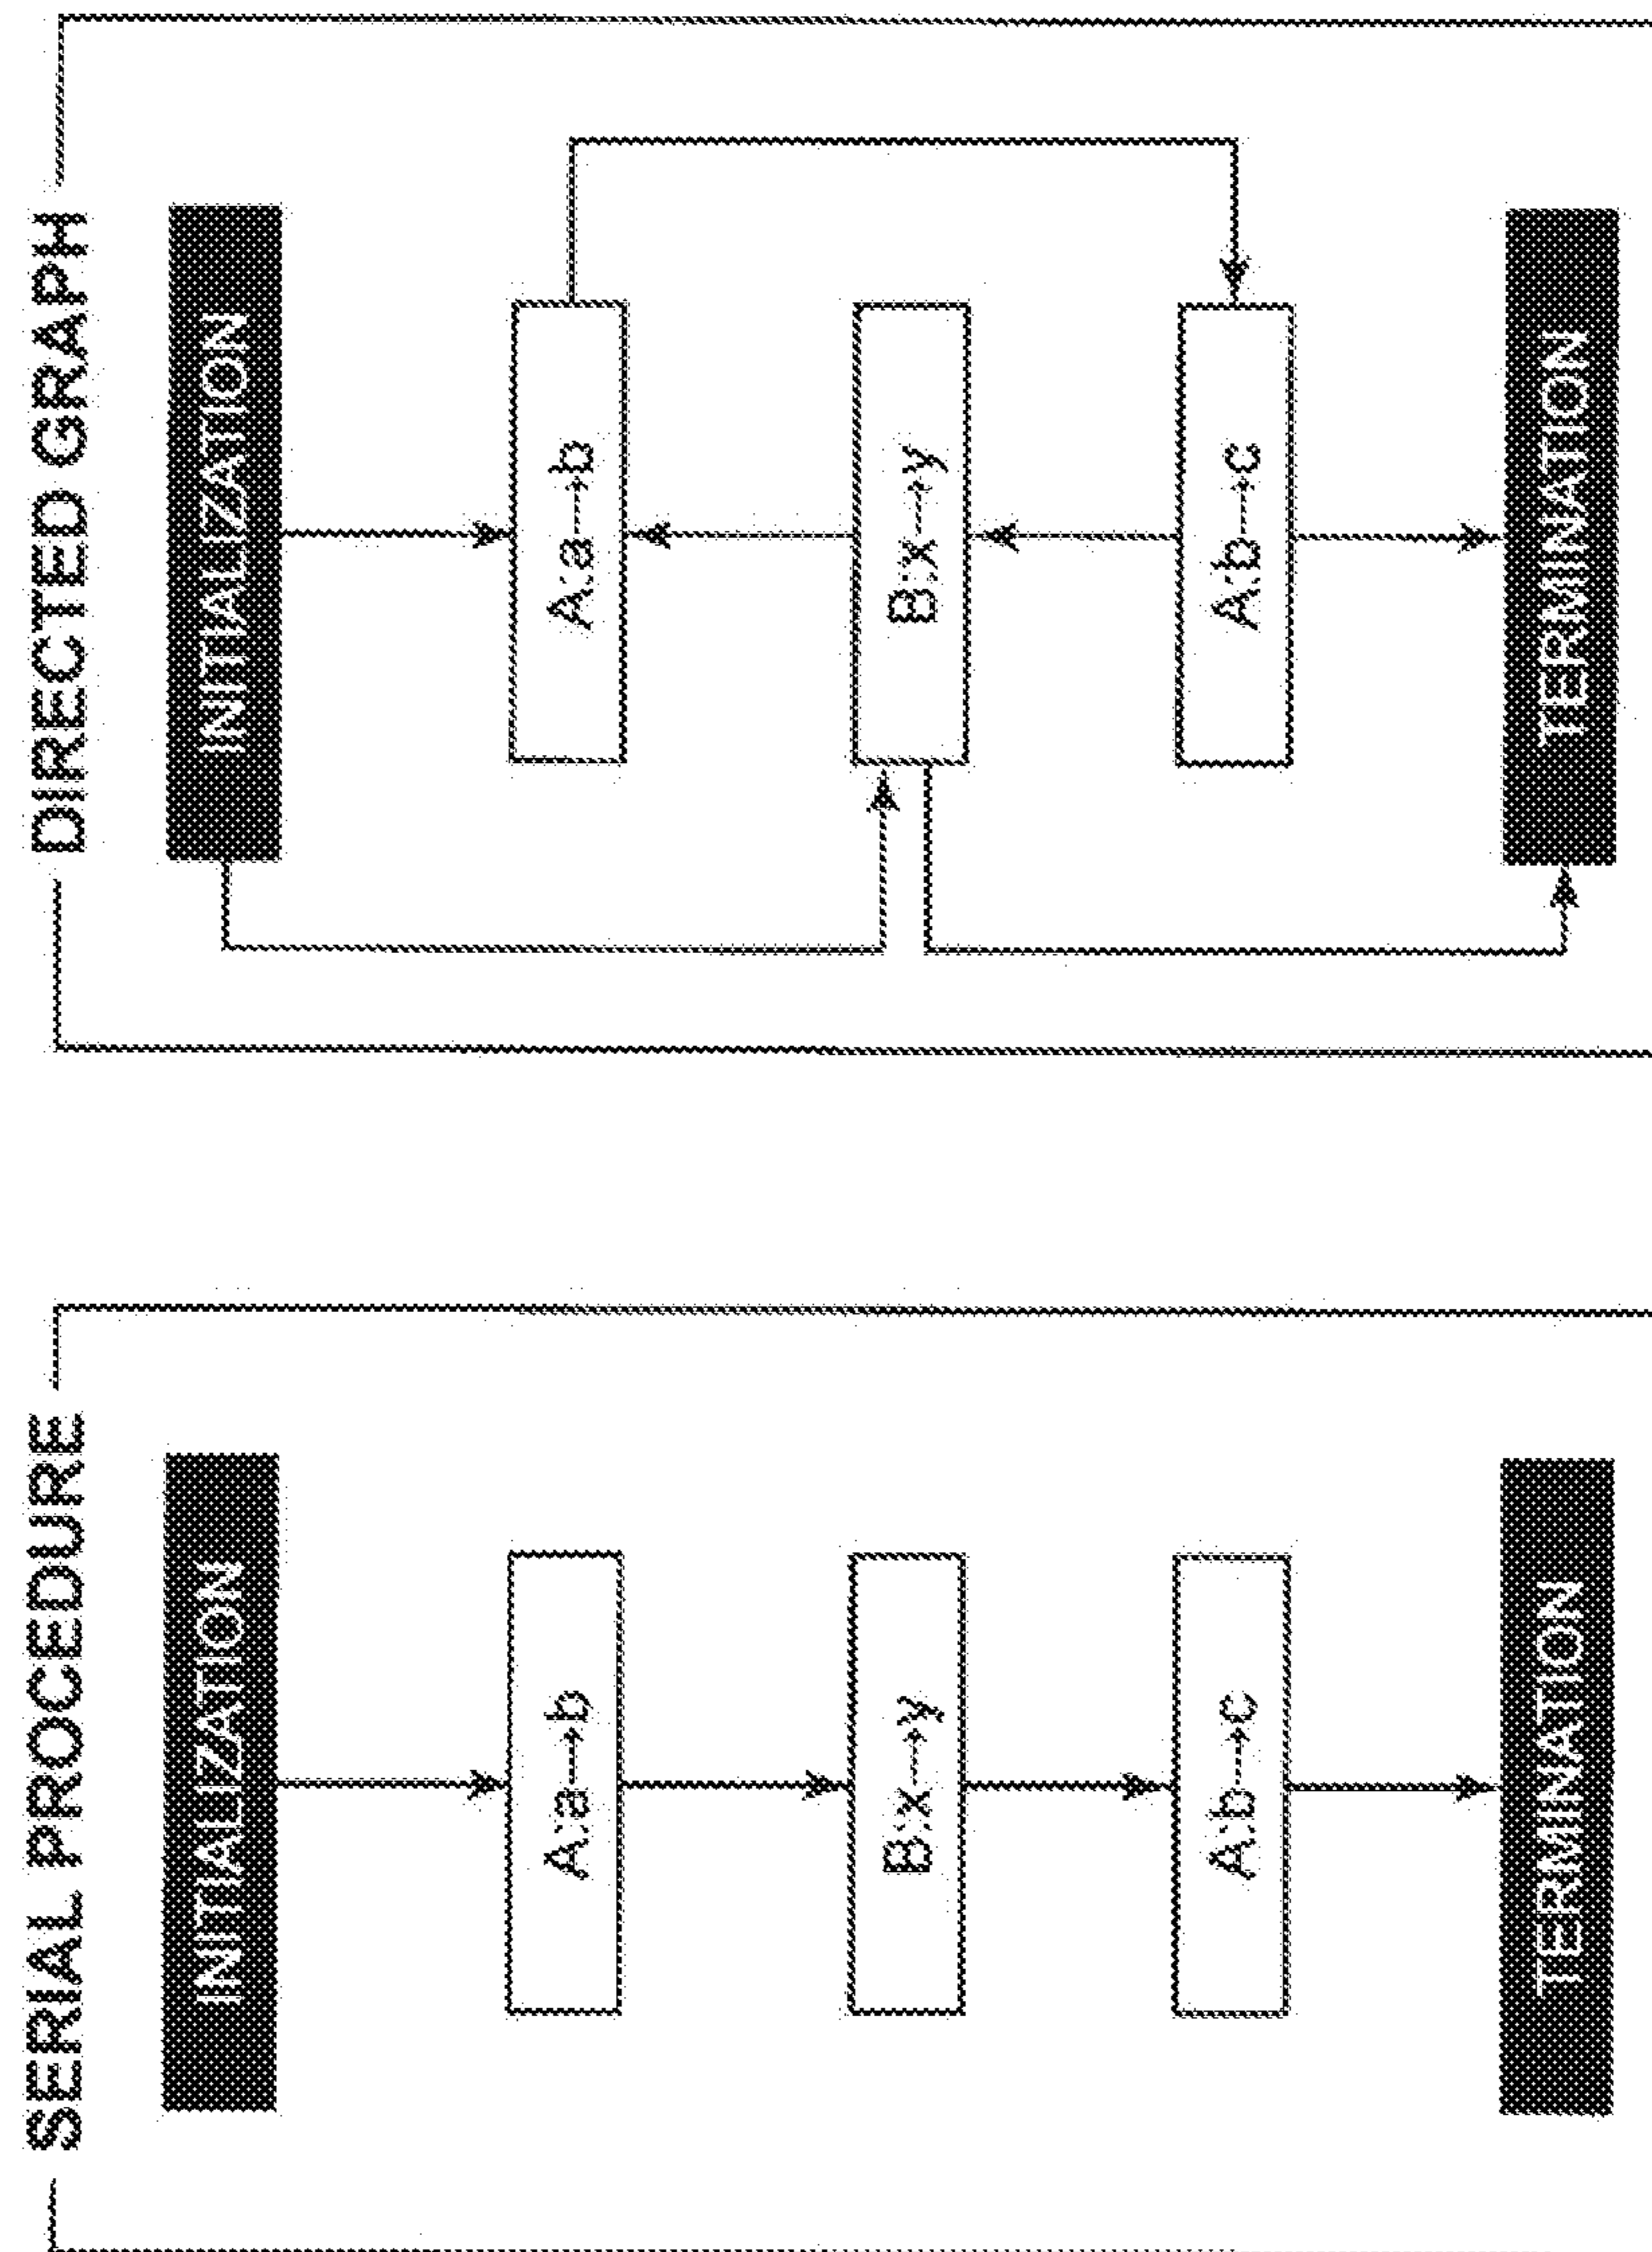 SERIAL PROCEDURE
INITIALIZATION
A:a→b
B:x→y
A:b→c
TERMINATION
DIRECTED GRAPH
INITIALIZATION
A:a→b
B:x→y
A:b→c
TERMINATION